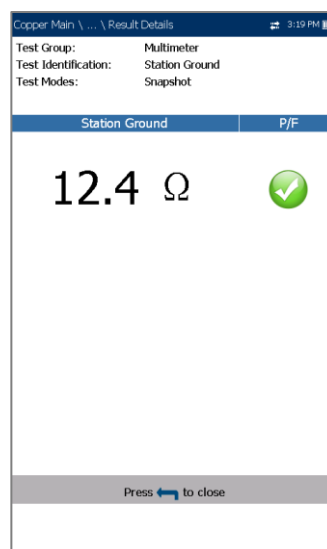 Copper Main \ ... \ Result Details 3:19 PM
Test Group: Multimeter
Test Identification: Station Ground
Test Modes: Snapshot
Station Ground P/F
12.4 Ω
Press to close